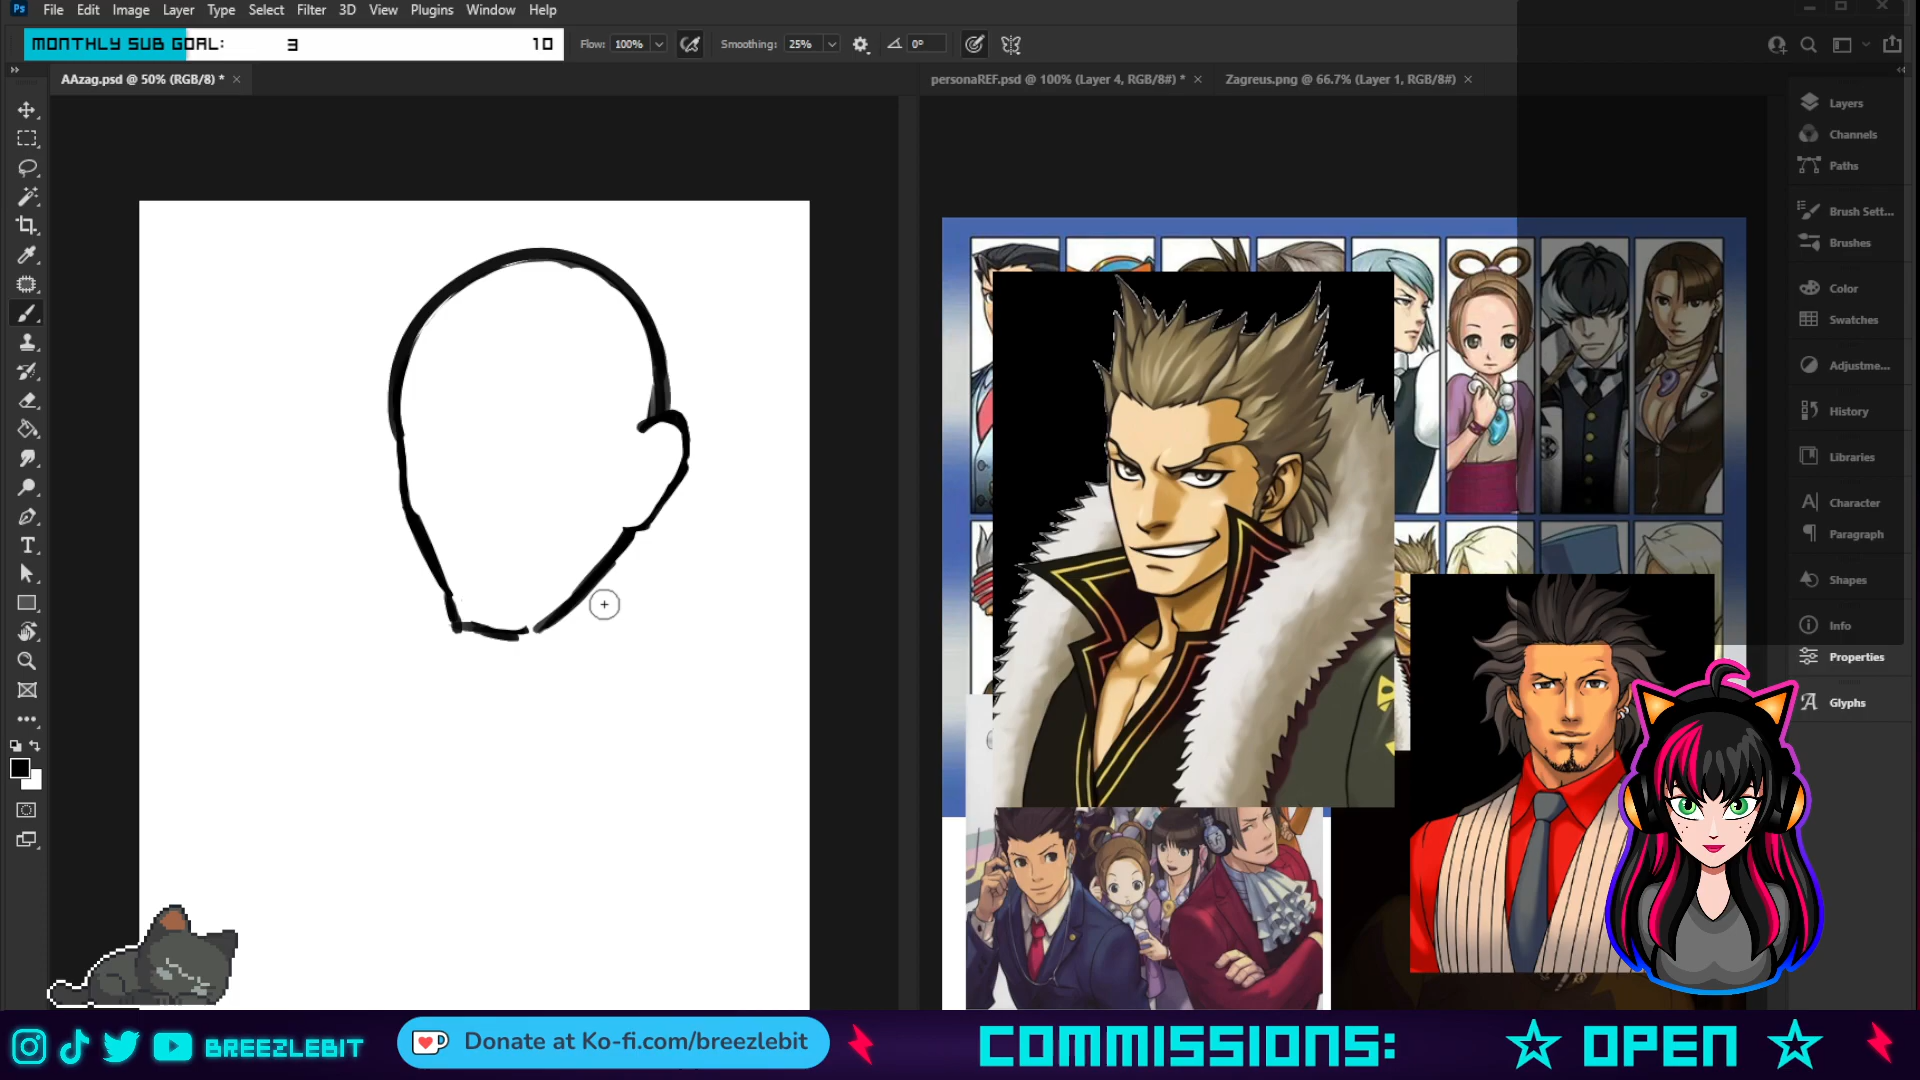 Ps File Edit Image Layer Type Select Filter 3D View Plugins Window Help
MONTHLY SUB GOAL: 3 10
Flow: 100% Smoothing: 25% 0°
AAzag.psd @ 50% (RGB/8) * ×
personaREF.psd @ 100% (Layer 4, RGB/8#) * × Zagreus.png @ 66.7% (Layer 1, RGB/8#) ×
Layers
Channels
Paths
Brush Sett...
Brushes
Color
Swatches
Adjustme...
History
Libraries
Character
Paragraph
Shapes
Info
Properties
Glyphs
BREEZLEBIT
Donate at Ko-fi.com/breezlebit
COMMISSIONS: ☆ OPEN ☆